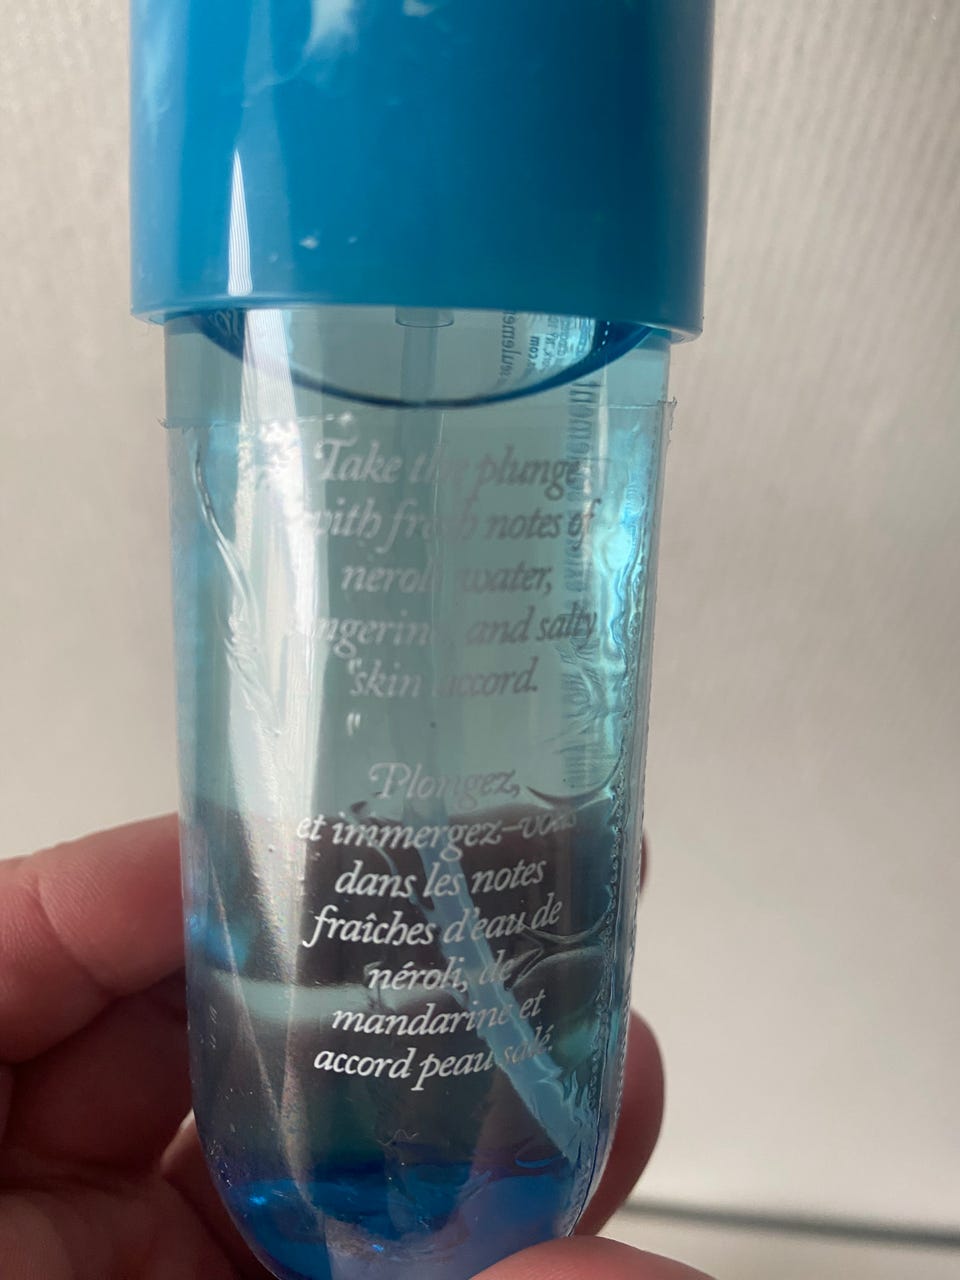 Take the plunge
with fresh notes of
neroli water,
tangerine, and salty
skin accord.
Plongez,
et immergez-vous
dans les notes
fraîches d'eau de
néroli, de
mandarine et
accord peau salé.